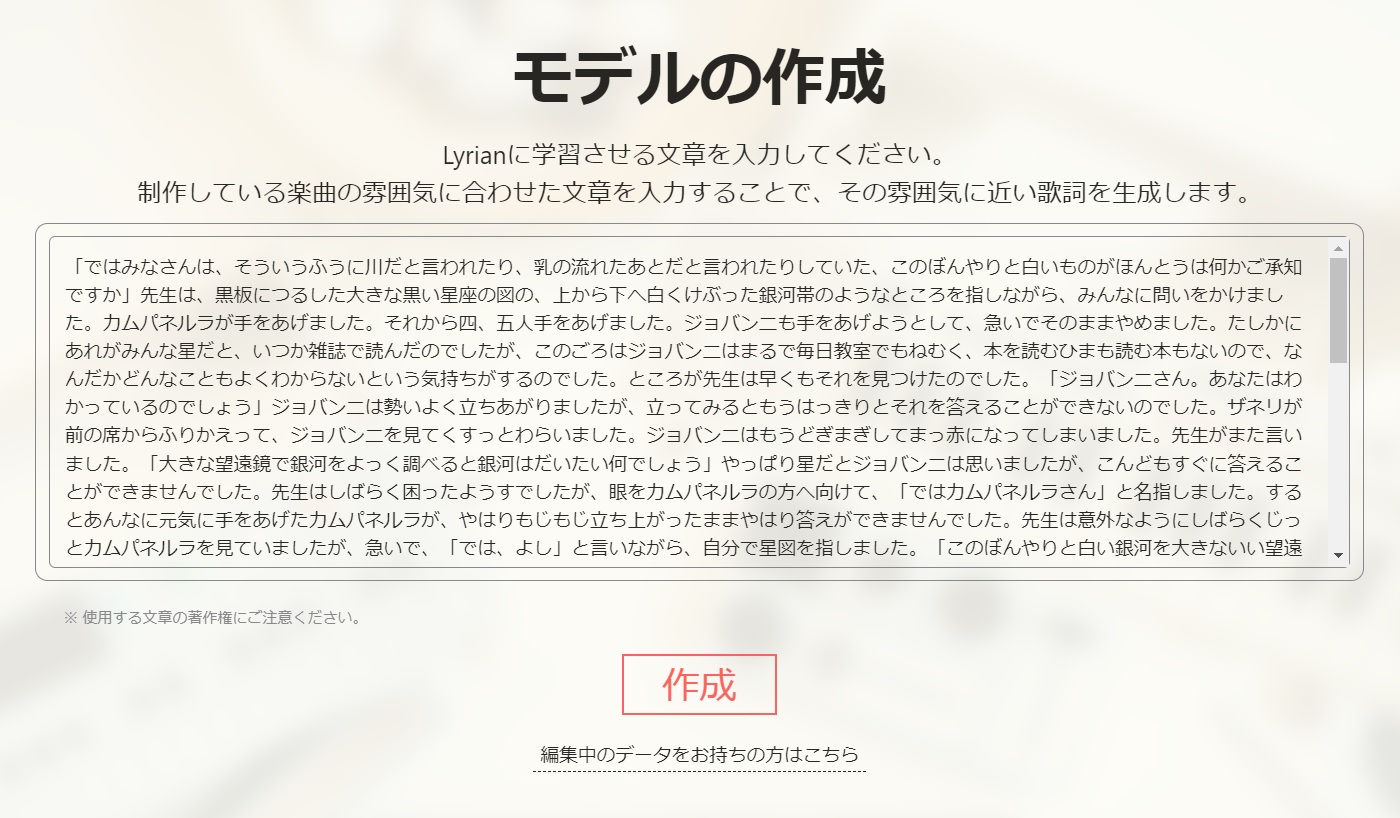 モデルの作成
Lyrianに学習させる文章を入力してください。
制作している楽曲の雰囲気に合わせた文章を入力することで、その雰囲気に近い歌詞を生成します。
「ではみなさんは、そういうふうに川だと言われたり、乳の流れたあとだと言われたりしていた、このぼんやりと白いものがほんとうは何かご承知
ですか」先生は、黒板につるした大きな黒い星座の図の、上から下へ白くけぶった銀河帯のようなところを指しながら、みんなに問いをかけまし
た。カムパネルラが手をあげました。それから四、五人手をあげました。ジョバンニも手をあげようとして、急いでそのままやめました。たしかに
あれがみんな星だと、いつか雑誌で読んだのでしたが、このごろはジョバンニはまるで毎日教室でもねむく、本を読むひまも読む本もないので、な
んだかどんなこともよくわからないという気持ちがするのでした。ところが先生は早くもそれを見つけたのでした。「ジョバンニさん。あなたはわ
かっているのでしょう」ジョバンニは勢いよく立ちあがりましたが、立ってみるともうはっきりとそれを答えることができないのでした。ザネリが
前の席からふりかえって、ジョバンニを見てくすっとわらいました。ジョバンニはもうどぎまぎしてまっ赤になってしまいました。先生がまた言い
ました。「大きな望遠鏡で銀河をよっく調べると銀河はだいたい何でしょう」やっぱり星だとジョバンニは思いましたが、こんどもすぐに答えるこ
とができませんでした。先生はしばらく困ったようすでしたが、眼をカムパネルラの方へ向けて、「ではカムパネルラさん」と名指しました。する
とあんなに元気に手をあげたカムパネルラが、やはりもじもじ立ち上がったままやはり答えができませんでした。先生は意外なようにしばらくじっ
とカムパネルラを見ていましたが、急いで、「では、よし」と言いながら、自分で星図を指しました。「このぼんやりと白い銀河を大きないい望遠
※ 使用する文章の著作権にご注意ください。
作成
編集中のデータをお持ちの方はこちら